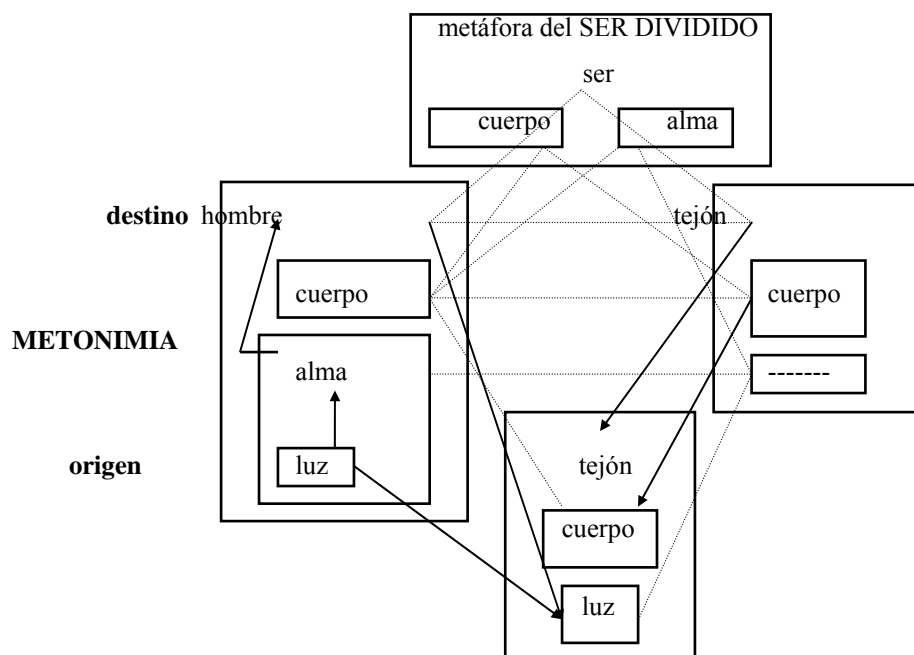 metáfora del SER DIVIDIDO
ser
cuerpo alma
destino hombre tejón
cuerpo cuerpo
METONIMIA
alma -------
origen luz tejón
cuerpo
luz